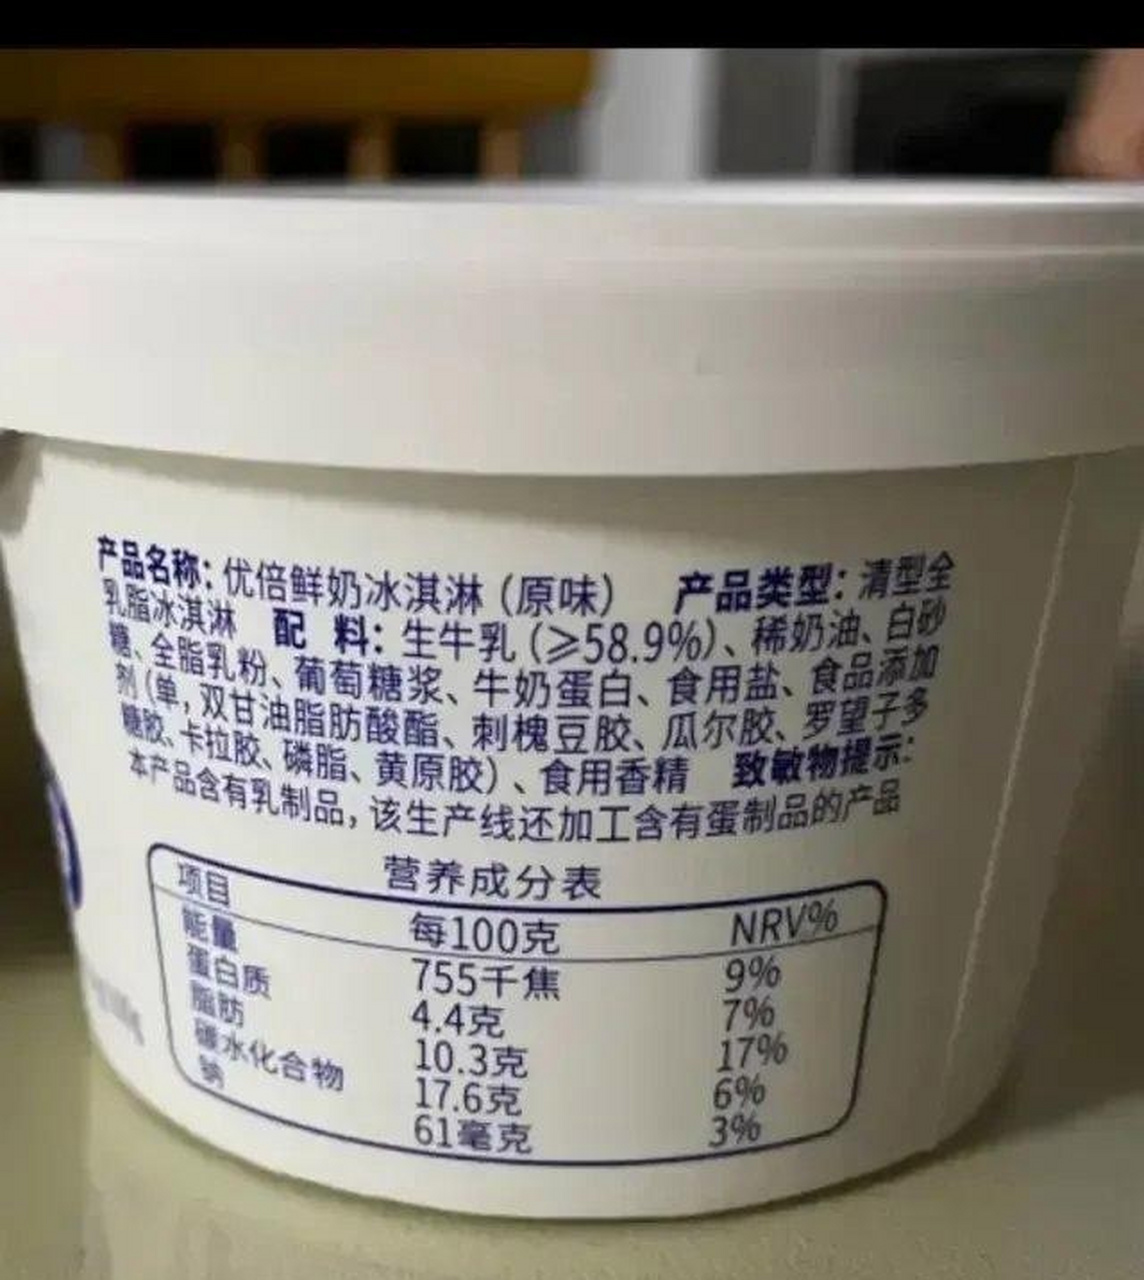 产品名称：优倍鲜奶冰淇淋（原味） 产品类型：清型全
乳脂冰淇淋 配 料：生牛乳（≥58.9%）、稀奶油、白砂
糖、全脂乳粉、葡萄糖浆、牛奶蛋白、食用盐、食品添加
剂（单，双甘油脂肪酸酯、刺槐豆胶、瓜尔胶、罗望子多
糖胶、卡拉胶、磷脂、黄原胶）、食用香精 致敏物提示：
本产品含有乳制品，该生产线还加工含有蛋制品的产品
营养成分表
项目 每100克 NRV%
能量 755千焦 9%
蛋白质 4.4克 7%
脂肪 10.3克 17%
碳水化合物 17.6克 6%
钠 61毫克 3%